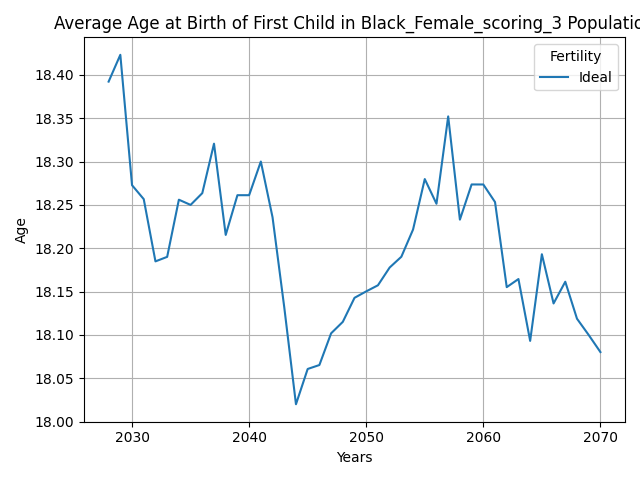 Average Age at Birth of First Child in Black_Female_scoring_3 Populatio
Fertility
Ideal
Age
18.40
18.35
18.30
18.25
18.20
18.15
18.10
18.05
18.00
2030 2040 2050 2060 2070
Years